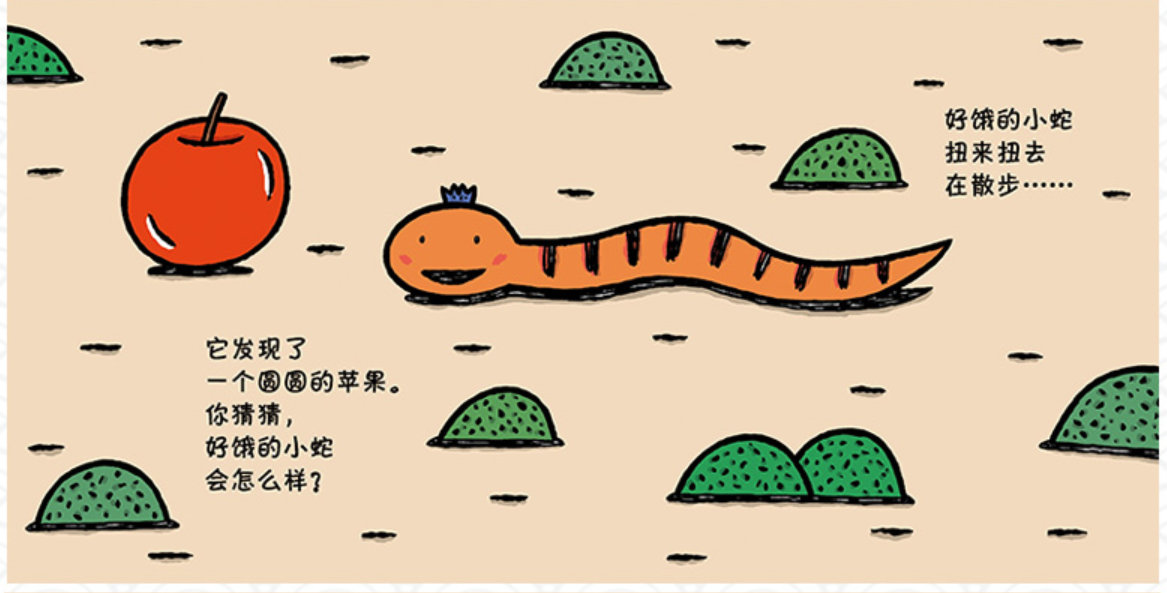 好饿的小蛇
扭来扭去
在散步……
它发现了
一个圆圆的苹果。
你猜猜，
好饿的小蛇
会怎么样？